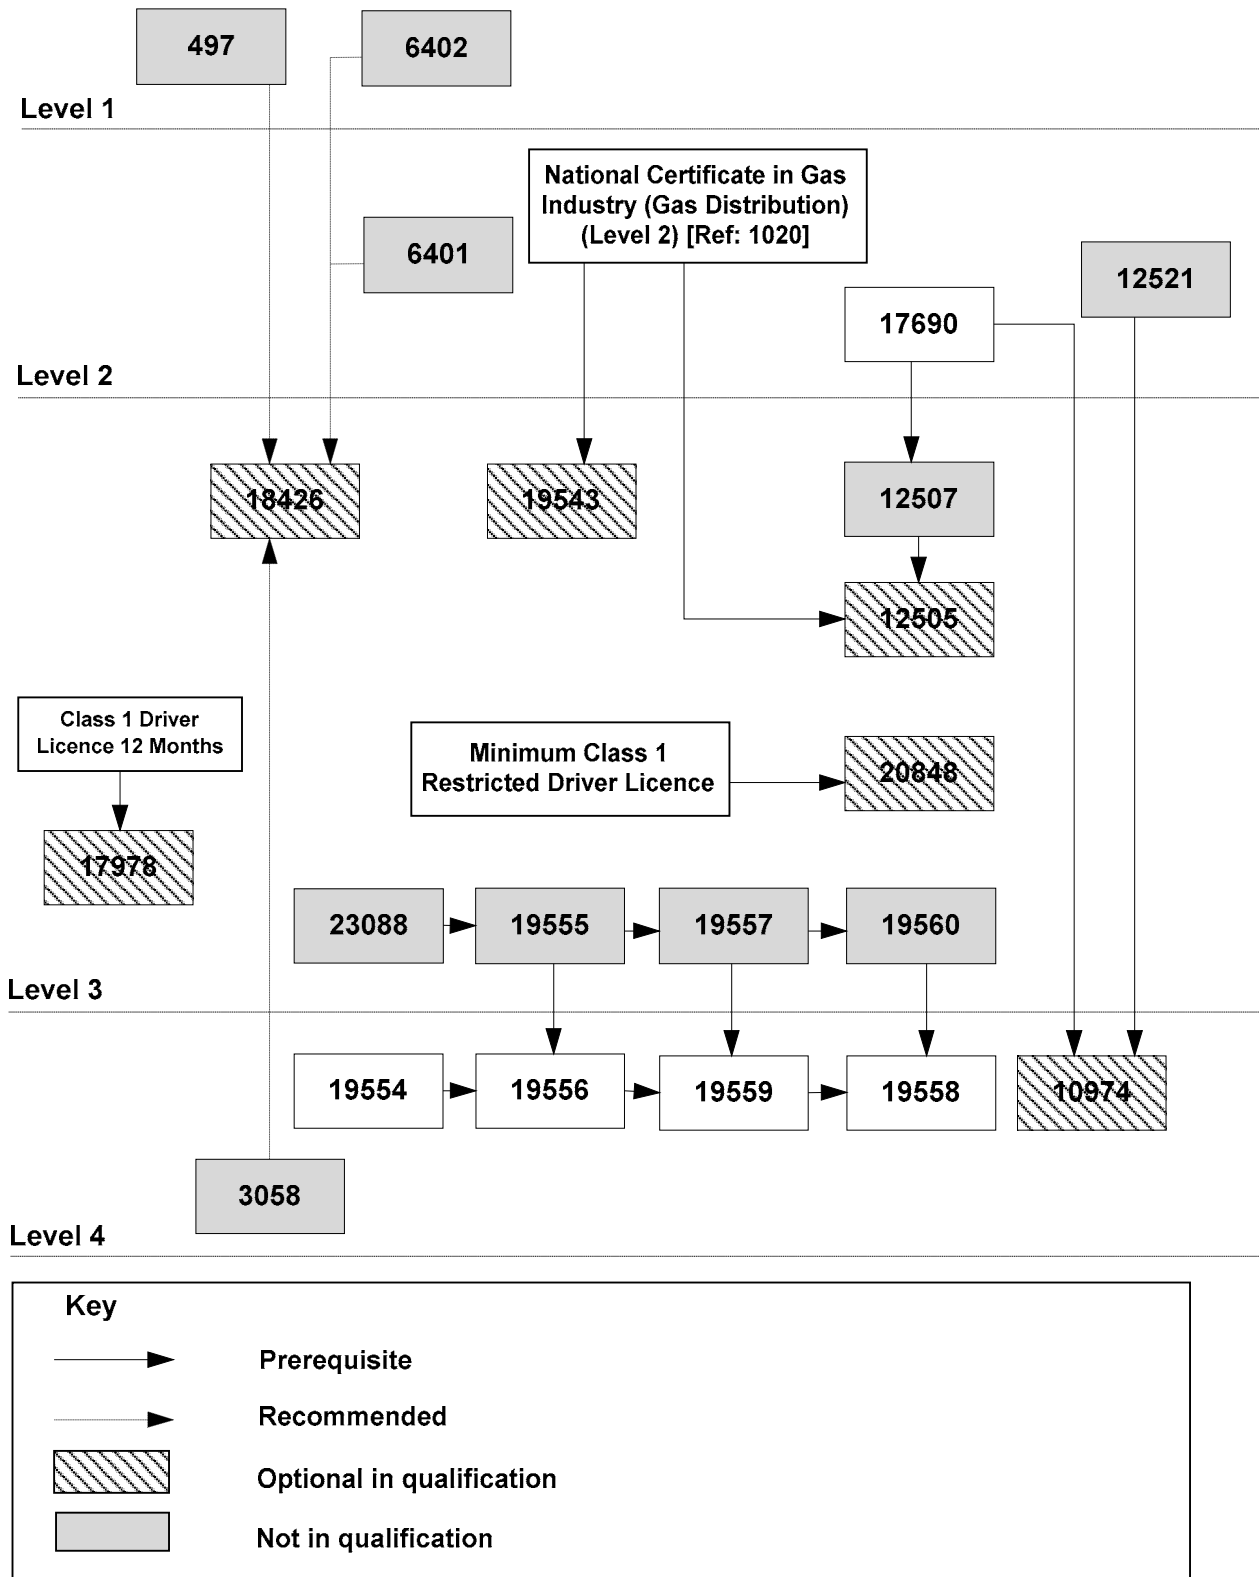 497
6402
Level 1
National Certificate in Gas
Industry (Gas Distribution)
(Level 2) [Ref: 1020]
6401
12521
17690
Level 2
18426
19543
12507
12505
Class 1 Driver
Licence 12 Months
Minimum Class 1
Restricted Driver Licence
20848
17978
23088
19555
19557
19560
Level 3
19554
19556
19559
19558
10974
3058
Level 4
Key
Prerequisite
Recommended
Optional in qualification
Not in qualification